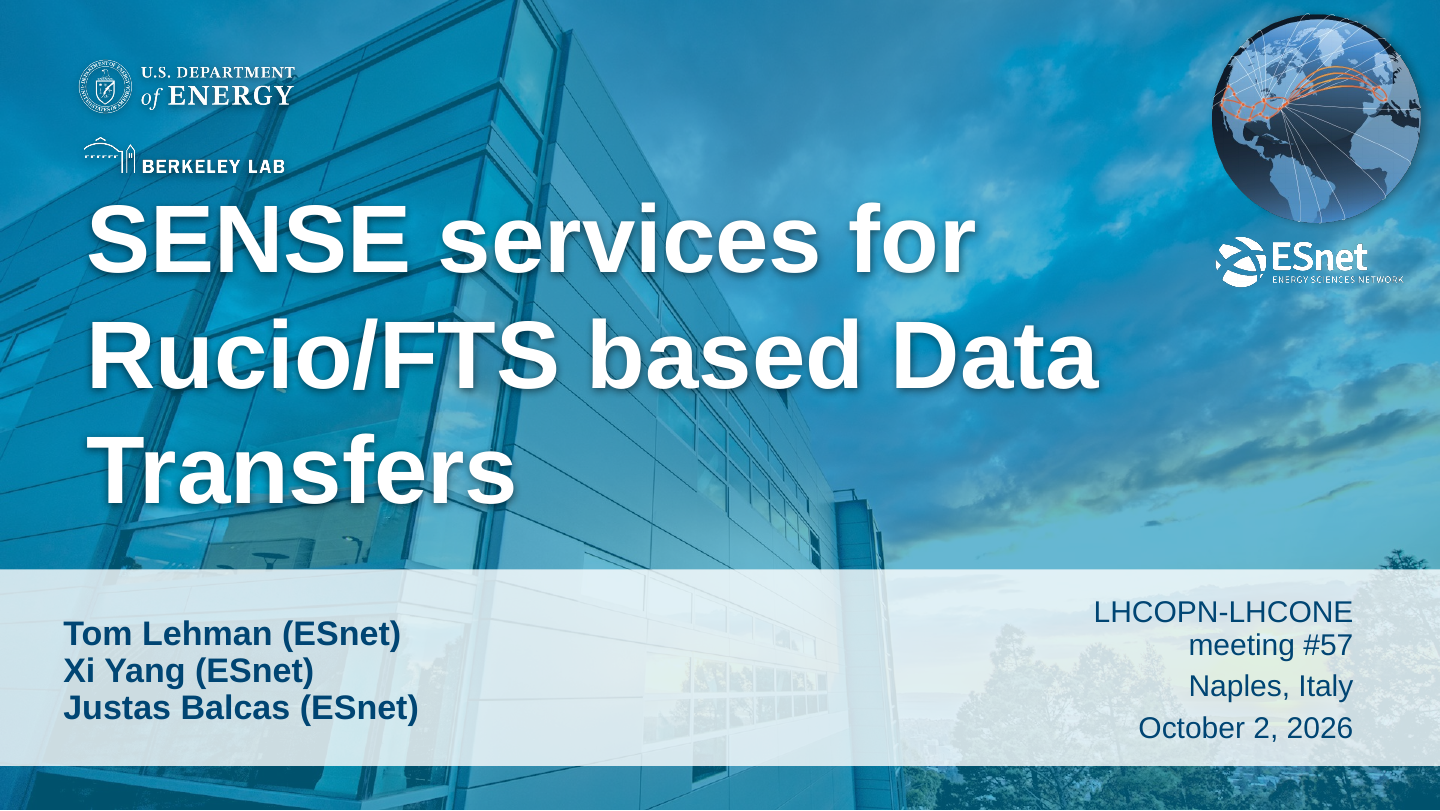 U.S. DEPARTMENT
of ENERGY
BERKELEY LAB
SENSE services for
Rucio/FTS based Data
Transfers
ESnet
ENERGY SCIENCES NETWORK
Tom Lehman (ESnet)
Xi Yang (ESnet)
Justas Balcas (ESnet)
LHCOPN-LHCONE
meeting #57
Naples, Italy
October 2, 2026